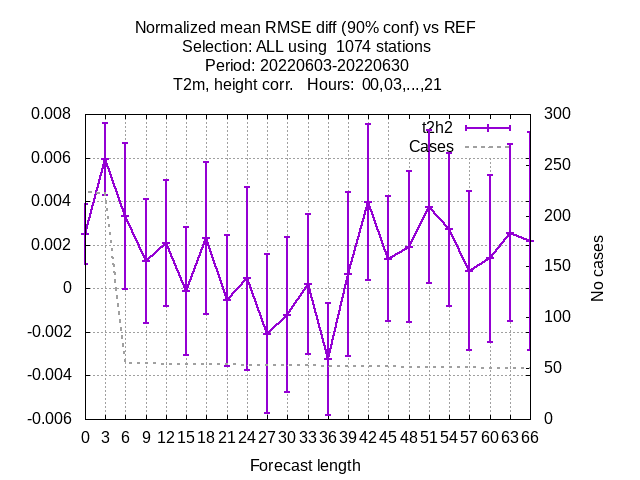 Normalized mean RMSE diff (90% conf) vs REF
Selection: ALL using  1074 stations
Period: 20220603-20220630
T2m, height corr.   Hours:  00,03,...,21
t2h2
Cases
0.008
0.006
0.004
0.002
0
-0.002
-0.004
-0.006
300
250
200
150
100
50
0
No cases
0 3 6 9 12 15 18 21 24 27 30 33 36 39 42 45 48 51 54 57 60 63 66
Forecast length